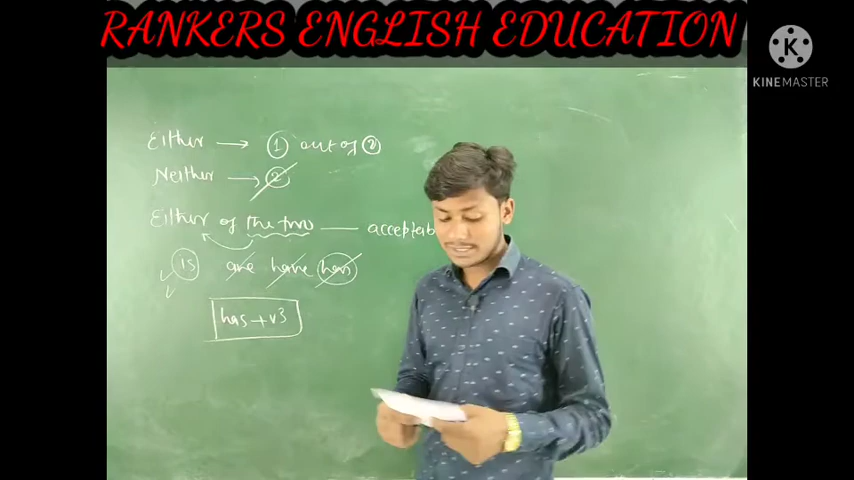 RANKERS ENGLISH EDUCATION
K
KINEMASTER
Either → 1 out of 2
Neither → 2
Either of the two —— acceptab
is are have has
has + v3